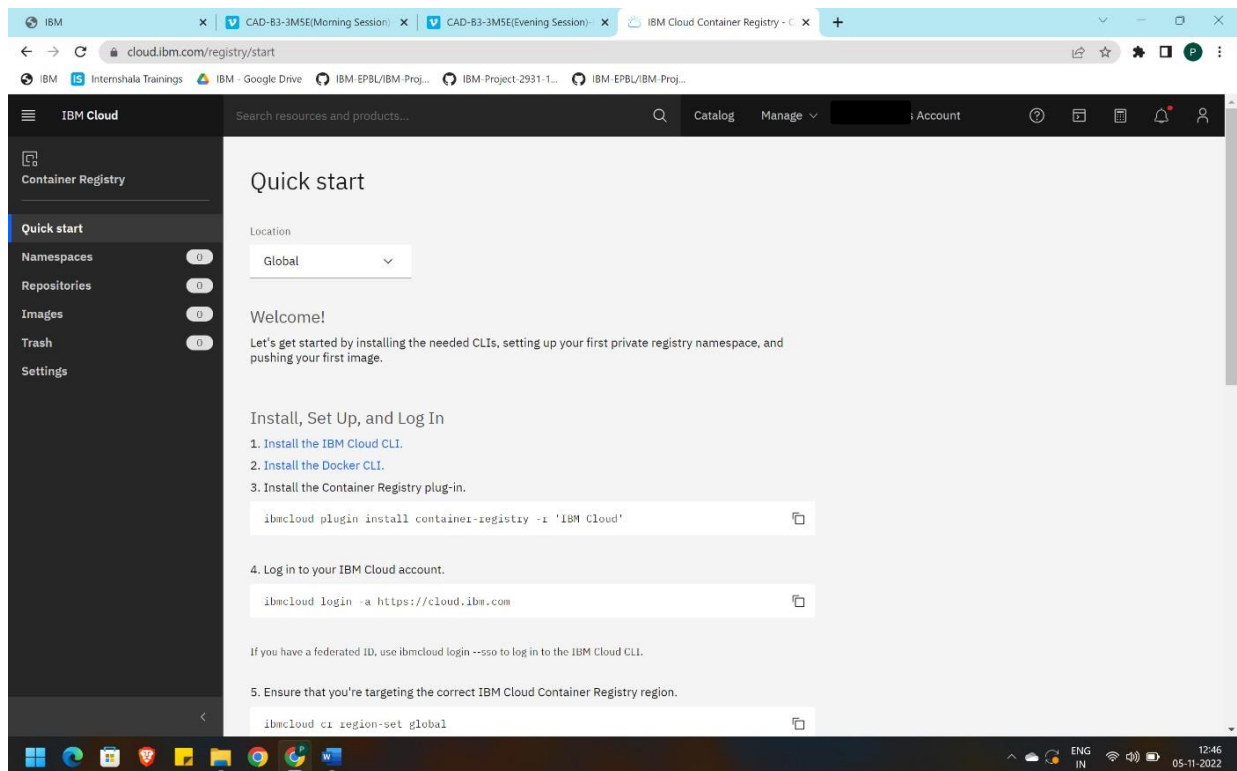 IBM
CAD-B3-3M5E(Morning Session)
CAD-B3-3M5E(Evening Session)-
IBM Cloud Container Registry - C
cloud.ibm.com/registry/start
P
IBM
IS Internshala Trainings
IBM - Google Drive
IBM-EPBL/IBM-Proj...
IBM-Project-2931-1...
IBM-EPBL/IBM-Proj...
IBM Cloud
Search resources and products...
Catalog
Manage
s Account
Container Registry
Quick start
Namespaces 0
Repositories 0
Images 0
Trash 0
Settings
Quick start
Location
Global
Welcome!
Let's get started by installing the needed CLIs, setting up your first private registry namespace, and
pushing your first image.
Install, Set Up, and Log In
1. Install the IBM Cloud CLI.
2. Install the Docker CLI.
3. Install the Container Registry plug-in.
ibmcloud plugin install container-registry -r 'IBM Cloud'
4. Log in to your IBM Cloud account.
ibmcloud login -a https://cloud.ibm.com
If you have a federated ID, use ibmcloud login --sso to log in to the IBM Cloud CLI.
5. Ensure that you're targeting the correct IBM Cloud Container Registry region.
ibmcloud cr region-set global
ENG
IN
12:46
05-11-2022